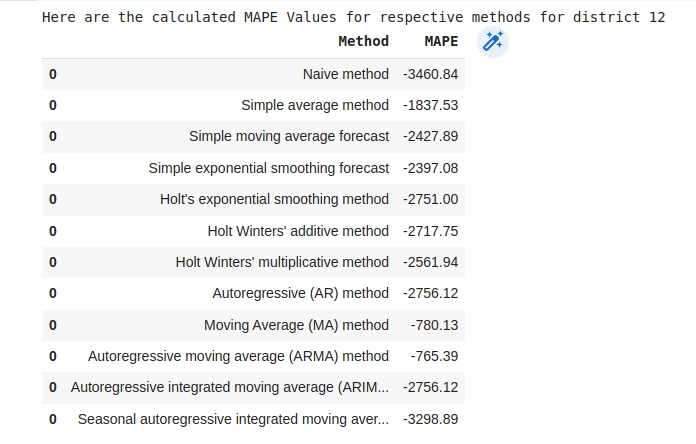 Here are the calculated MAPE Values for respective methods for district 12
Method MAPE
0 Naive method -3460.84
0 Simple average method -1837.53
0 Simple moving average forecast -2427.89
0 Simple exponential smoothing forecast -2397.08
0 Holt's exponential smoothing method -2751.00
0 Holt Winters' additive method -2717.75
0 Holt Winters' multiplicative method -2561.94
0 Autoregressive (AR) method -2756.12
0 Moving Average (MA) method -780.13
0 Autoregressive moving average (ARMA) method -765.39
0 Autoregressive integrated moving average (ARIM... -2756.12
0 Seasonal autoregressive integrated moving aver... -3298.89